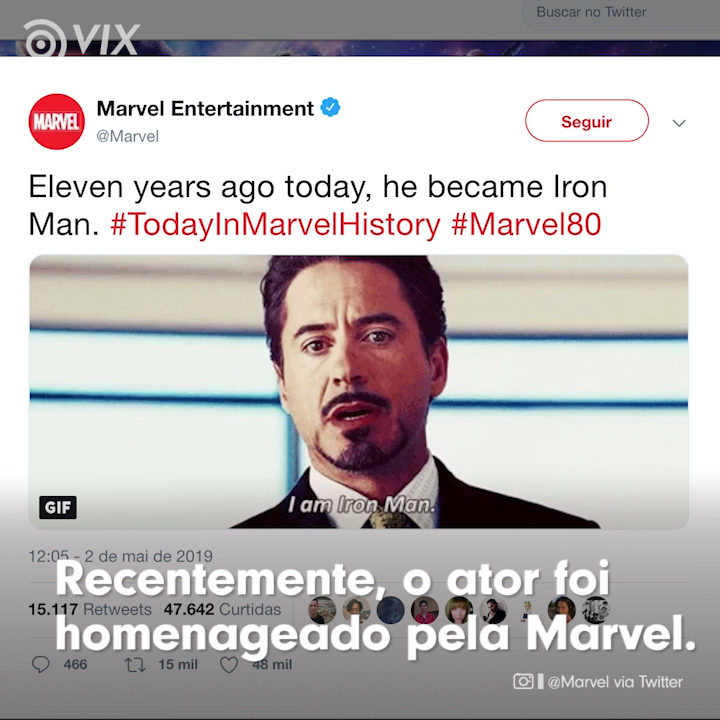 Buscar no Twitter
VIX
MARVEL
Marvel Entertainment
@Marvel
Seguir
Eleven years ago today, he became Iron
Man. #TodayInMarvelHistory #Marvel80
I am Iron Man.
GIF
12:05 - 2 de mai de 2019
Recentemente, o ator foi
15.117 Retweets 47.642 Curtidas
homenageado pela Marvel.
466 15 mil 48 mil
@Marvel via Twitter